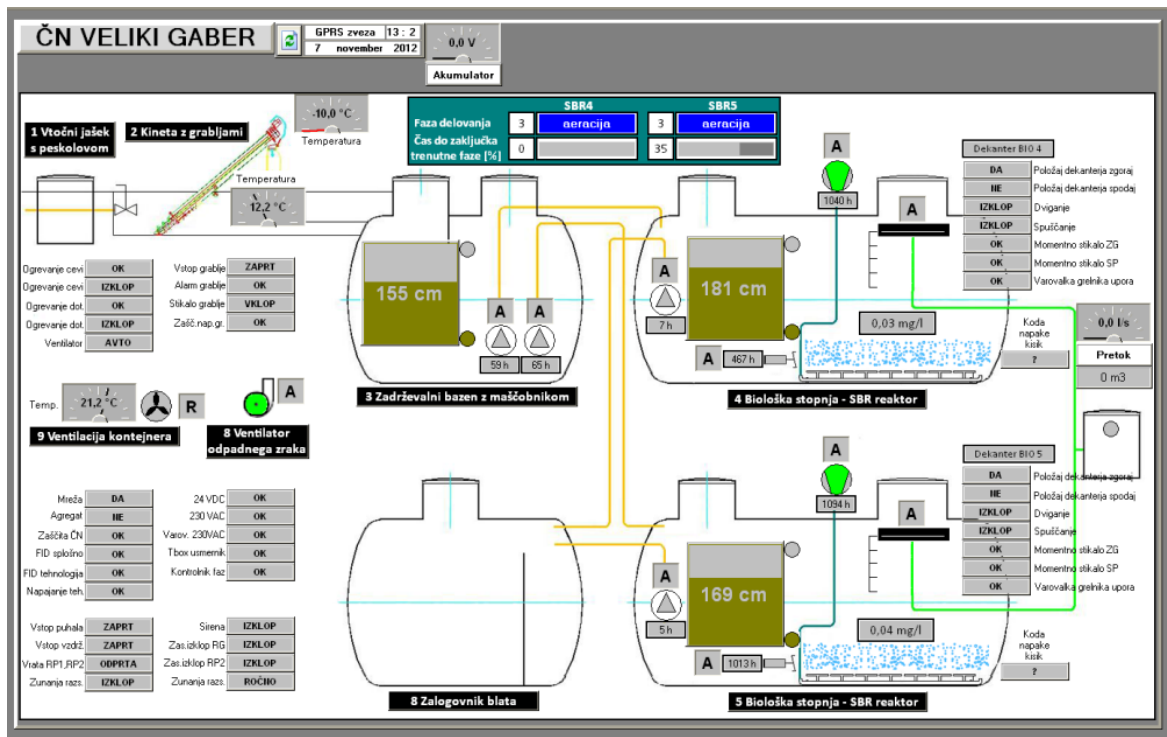 ČN VELIKI GABER
GPRS zveza 13 : 2
7 november 2012
0,0 V
Akumulator
1 Vtočni jašek
s peskolovom
2 Kineta z grabljami
-10,0 °C
Temperatura
Temperatura
12,2 °C
SBR4 SBR5
Faza delovanja 3 aeracija 3 aeracija
Čas do zaključka
trenutne faze [%] 0 35
Ogrevanje cevi OK
Ogrevanje cevi IZKLOP
Ogrevanje dot. OK
Ogrevanje dot. IZKLOP
Ventilator AVTO
Vstop grablje ZAPRT
Alarm grablje OK
Stikalo grablje VKLOP
Zašč.nap.gr. OK
155 cm
A A
59 h 65 h
3 Zadrževalni bazen z maščobnikom
A
1040 h
A
A
7 h
181 cm
A 467 h
0,03 mg/l
4 Biološka stopnja - SBR reaktor
Dekanter BIO 4
DA Položaj dekanterja zgoraj
NE Položaj dekanterja spodaj
IZKLOP Dviganje
IZKLOP Spuščanje
OK Momentno stikalo ZG
OK Momentno stikalo SP
OK Varovalka grelnika upora
Koda
napake
kisik
?
0,0 l/s
Pretok
0 m3
Temp. 21,2 °C R
9 Ventilacija kontejnera
A
8 Ventilator
odpadnega zraka
Mreža DA
Agregat NE
Zaščita ČN OK
FID splošno OK
FID tehnologija OK
Napajanje teh. OK
24 VDC OK
230 VAC OK
Varov. 230VAC OK
Tbox usmernik OK
Kontrolnik faz OK
Vstop puhala ZAPRT
Vstop vzdrž. ZAPRT
Vrata RP1,RP2 ODPRTA
Zunanja razs. IZKLOP
Sirena IZKLOP
Zas.izklop RG IZKLOP
Zas.izklop RP2 IZKLOP
Zunanja razs. ROČNO
8 Zalogovnik blata
A
1094 h
A
A
5 h
169 cm
A 1013 h
0,04 mg/l
5 Biološka stopnja - SBR reaktor
Dekanter BIO 5
DA Položaj dekanterja zgoraj
NE Položaj dekanterja spodaj
IZKLOP Dviganje
IZKLOP Spuščanje
OK Momentno stikalo ZG
OK Momentno stikalo SP
OK Varovalka grelnika upora
Koda
napake
kisik
?